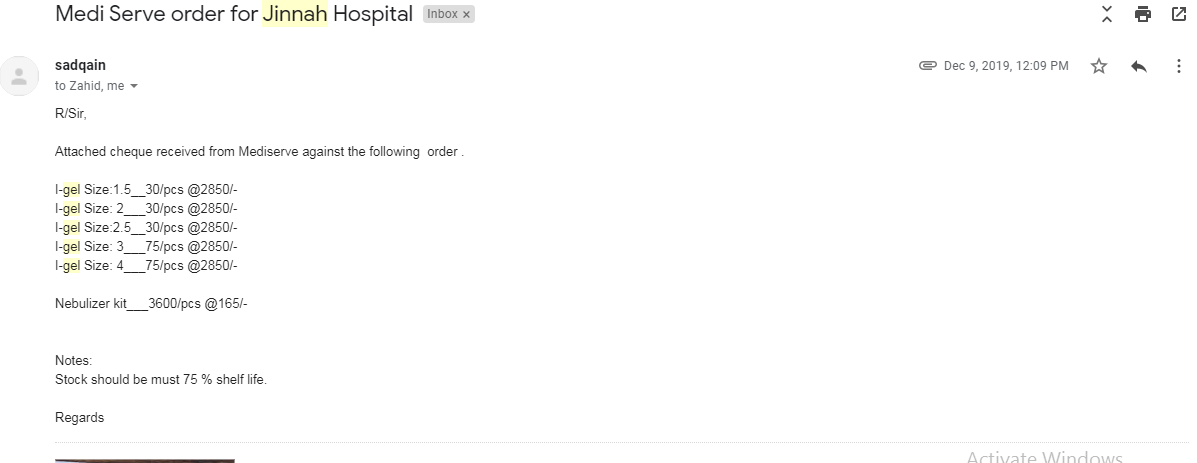 Medi Serve order for Jinnah Hospital Inbox ×
sadqain
Dec 9, 2019, 12:09 PM
to Zahid, me
R/Sir,
Attached cheque received from Mediserve against the following  order .
I-gel Size:1.5__30/pcs @2850/-
I-gel Size: 2___30/pcs @2850/-
I-gel Size:2.5__30/pcs @2850/-
I-gel Size: 3___75/pcs @2850/-
I-gel Size: 4___75/pcs @2850/-
Nebulizer kit___3600/pcs @165/-
Notes:
Stock should be must 75 % shelf life.
Regards
Activate Windows